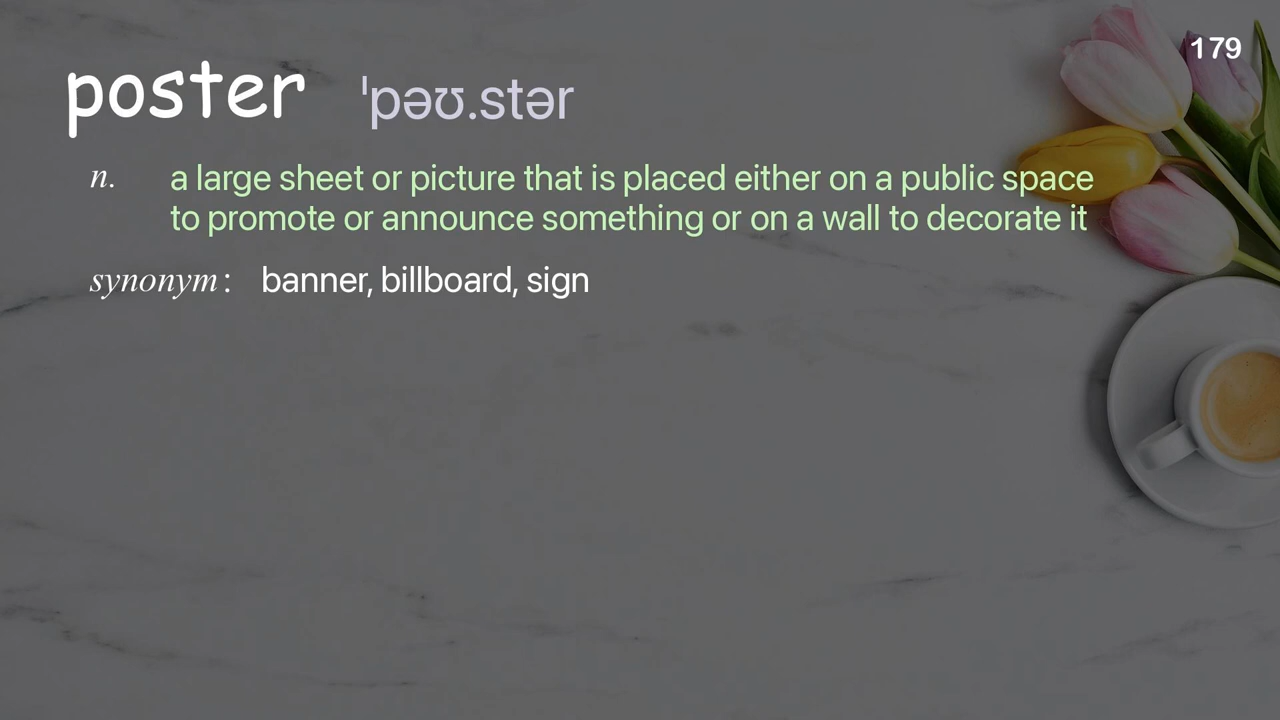 179
poster ˈpəʊ.stər
n. a large sheet or picture that is placed either on a public space
to promote or announce something or on a wall to decorate it
synonym: banner, billboard, sign